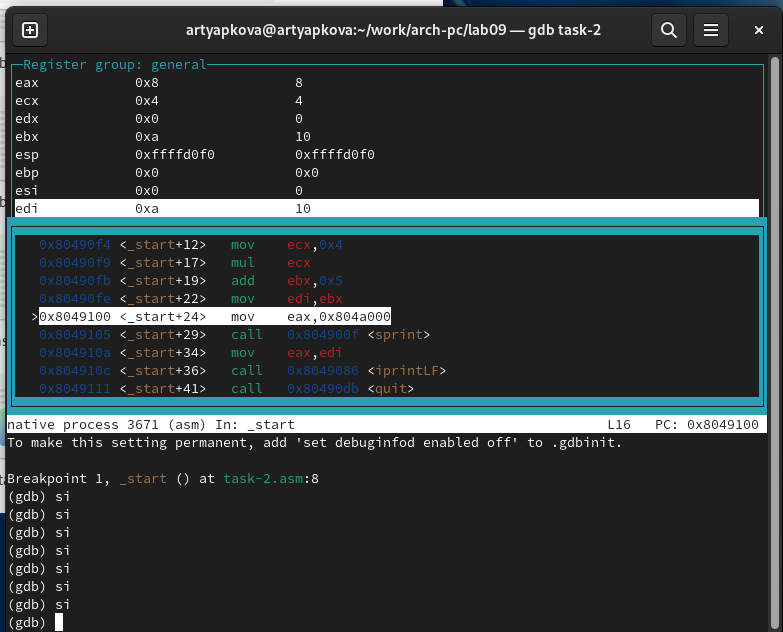 artyapkova@artyapkova:~/work/arch-pc/lab09 — gdb task-2
Register group: general
eax 0x8 8
ecx 0x4 4
edx 0x0 0
ebx 0xa 10
esp 0xffffd0f0 0xffffd0f0
ebp 0x0 0x0
esi 0x0 0
edi 0xa 10
0x80490f4 <_start+12> mov ecx,0x4
0x80490f9 <_start+17> mul ecx
0x80490fb <_start+19> add ebx,0x5
0x80490fe <_start+22> mov edi,ebx
>0x8049100 <_start+24> mov eax,0x804a000
0x8049105 <_start+29> call 0x804900f <sprint>
0x804910a <_start+34> mov eax,edi
0x804910c <_start+36> call 0x8049086 <iprintLF>
0x8049111 <_start+41> call 0x80490db <quit>
native process 3671 (asm) In: _start L16 PC: 0x8049100
To make this setting permanent, add 'set debuginfod enabled off' to .gdbinit.
Breakpoint 1, _start () at task-2.asm:8
(gdb) si
(gdb) si
(gdb) si
(gdb) si
(gdb) si
(gdb) si
(gdb) si
(gdb)